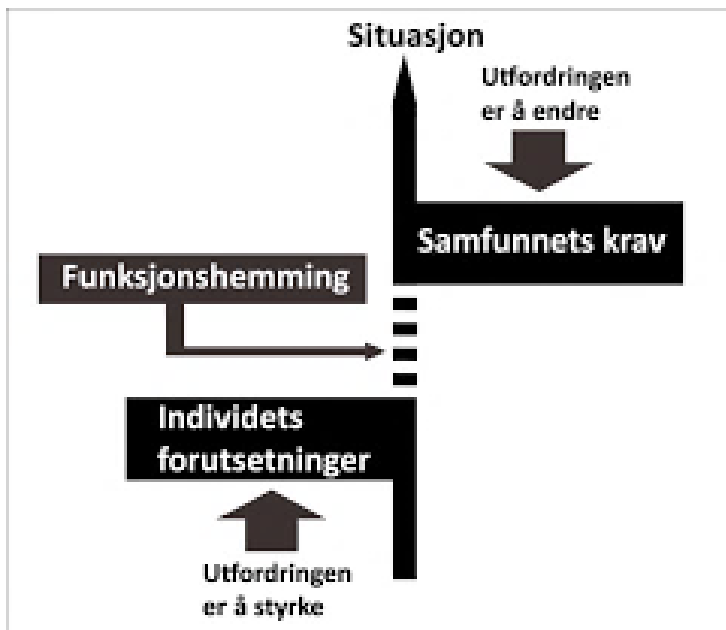 Situasjon
Utfordringen
er å endre
Samfunnets krav
Funksjonshemming
Individets
forutsetninger
Utfordringen
er å styrke